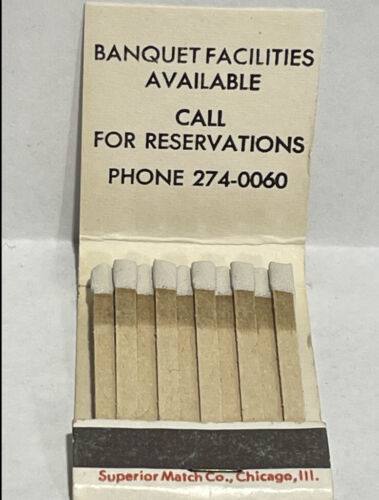 BANQUET FACILITIES
AVAILABLE
CALL
FOR RESERVATIONS
PHONE 274-0060
Superior Match Co., Chicago, Ill.